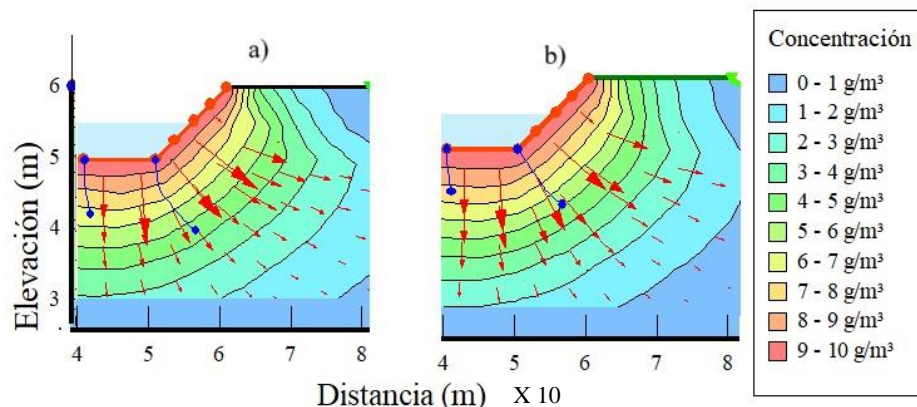 a)
b)
Elevación (m)
6
5
4
3
4
5
6
7
8
4
5
6
7
8
Distancia (m) X 10
Concentración
0 - 1 g/m³
1 - 2 g/m³
2 - 3 g/m³
3 - 4 g/m³
4 - 5 g/m³
5 - 6 g/m³
6 - 7 g/m³
7 - 8 g/m³
8 - 9 g/m³
9 - 10 g/m³